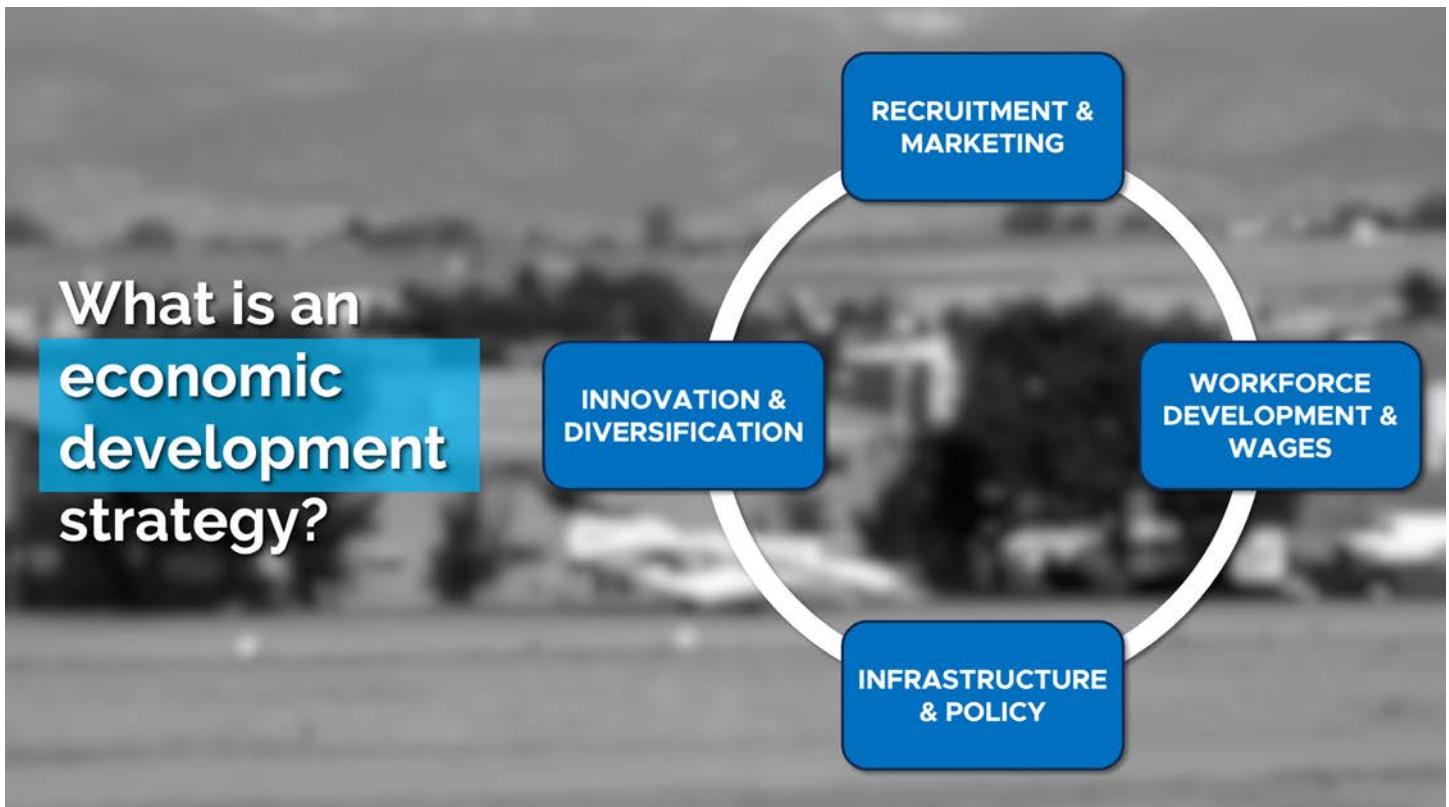 What is an
economic
development
strategy?
RECRUITMENT &
MARKETING
WORKFORCE
DEVELOPMENT &
WAGES
INFRASTRUCTURE
& POLICY
INNOVATION &
DIVERSIFICATION